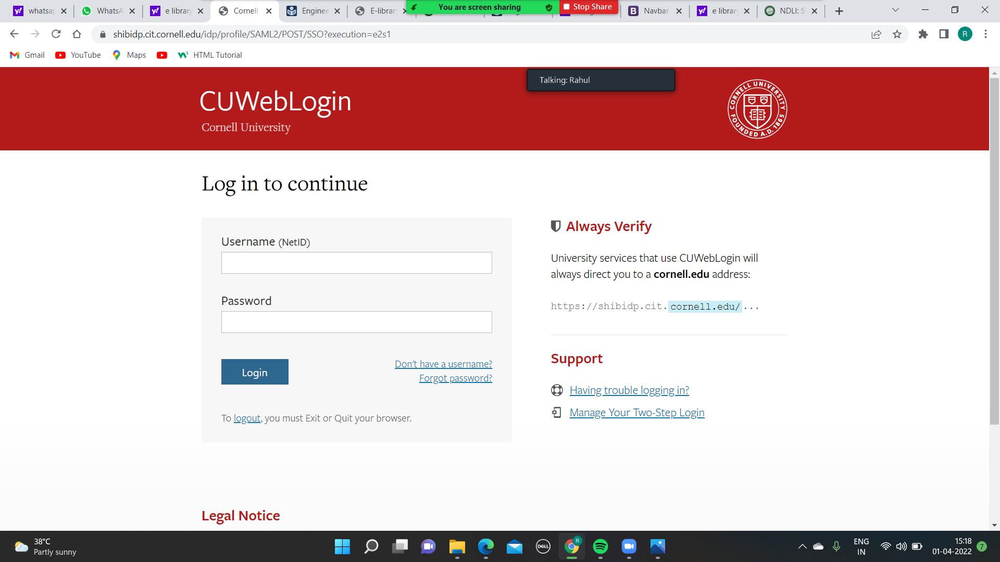 whatsap
WhatsA
e library
Cornell
Enginee
E-library
You are screen sharing
Stop Share
Navbar
e library
NDLI: S
shibidp.cit.cornell.edu/idp/profile/SAML2/POST/SSO?execution=e2s1
R
Gmail
YouTube
Maps
HTML Tutorial
Talking: Rahul
CUWebLogin
Cornell University
CORNELL UNIVERSITY
FOUNDED A.D. 1865
Log in to continue
Username (NetID)
Password
Login
Don't have a username?
Forgot password?
To logout, you must Exit or Quit your browser.
Always Verify
University services that use CUWebLogin will
always direct you to a cornell.edu address:
https://shibidp.cit.cornell.edu/...
Support
Having trouble logging in?
Manage Your Two-Step Login
Legal Notice
38°C
Partly sunny
DELL
R
ENG
IN
15:18
01-04-2022
7